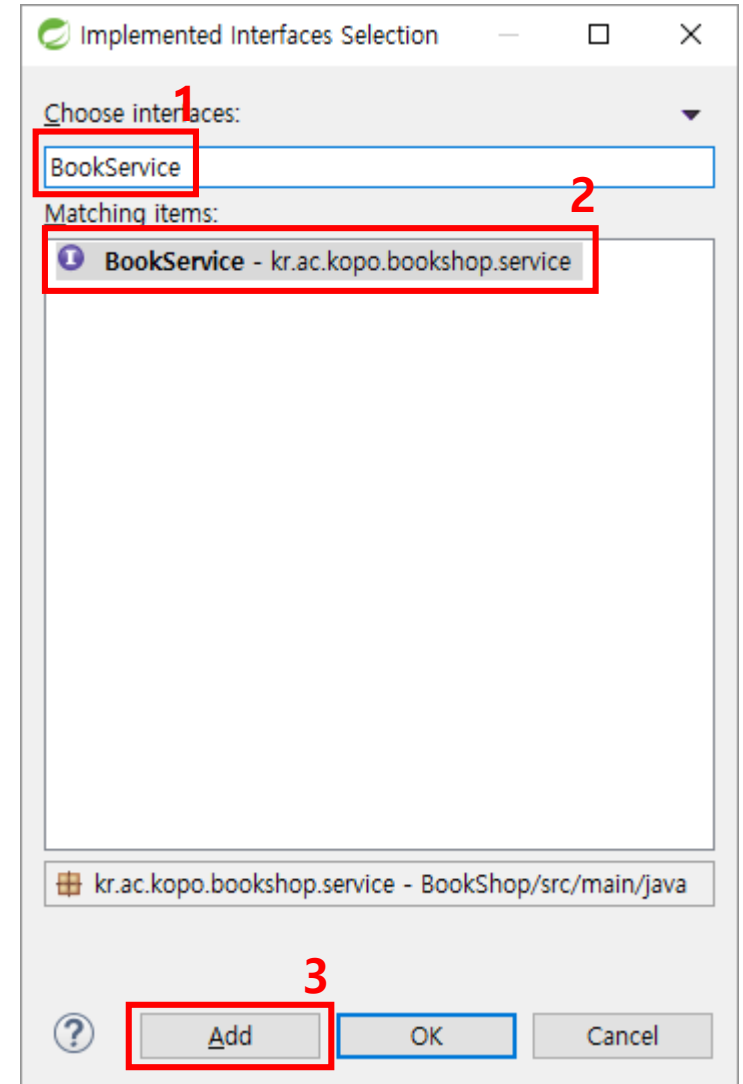 Implemented Interfaces Selection
1
Choose interfaces:
BookService
2
Matching items:
I BookService - kr.ac.kopo.bookshop.service
kr.ac.kopo.bookshop.service - BookShop/src/main/java
3
? Add OK Cancel